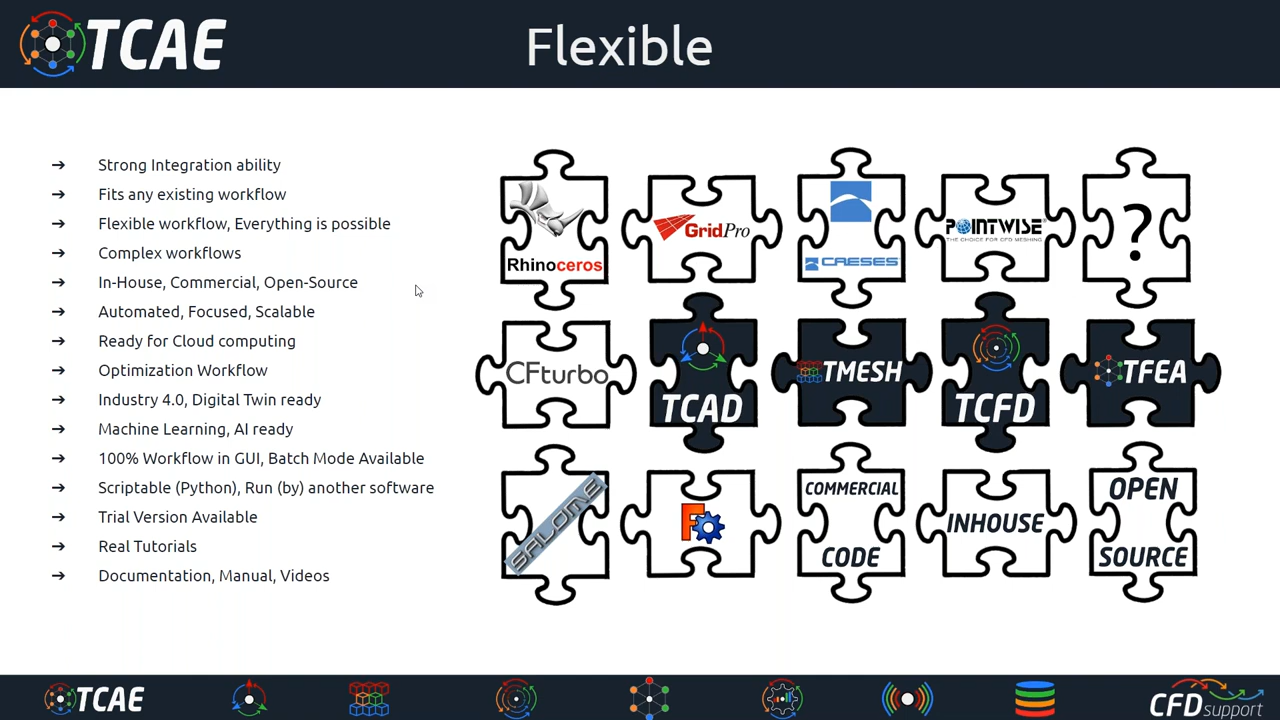 TCAE
Flexible
➔ Strong Integration ability
➔ Fits any existing workflow
➔ Flexible workflow, Everything is possible
➔ Complex workflows
➔ In-House, Commercial, Open-Source
➔ Automated, Focused, Scalable
➔ Ready for Cloud computing
➔ Optimization Workflow
➔ Industry 4.0, Digital Twin ready
➔ Machine Learning, AI ready
➔ 100% Workflow in GUI, Batch Mode Available
➔ Scriptable (Python), Run (by) another software
➔ Trial Version Available
➔ Real Tutorials
➔ Documentation, Manual, Videos
Rhinoceros
GridPro
CAESES
POINTWISE®
THE CHOICE FOR CFD MESHING
?
CFturbo
TCAD
TMESH
TCFD
TFEA
SALOME
COMMERCIAL
CODE
INHOUSE
OPEN
SOURCE
TCAE
CFDsupport